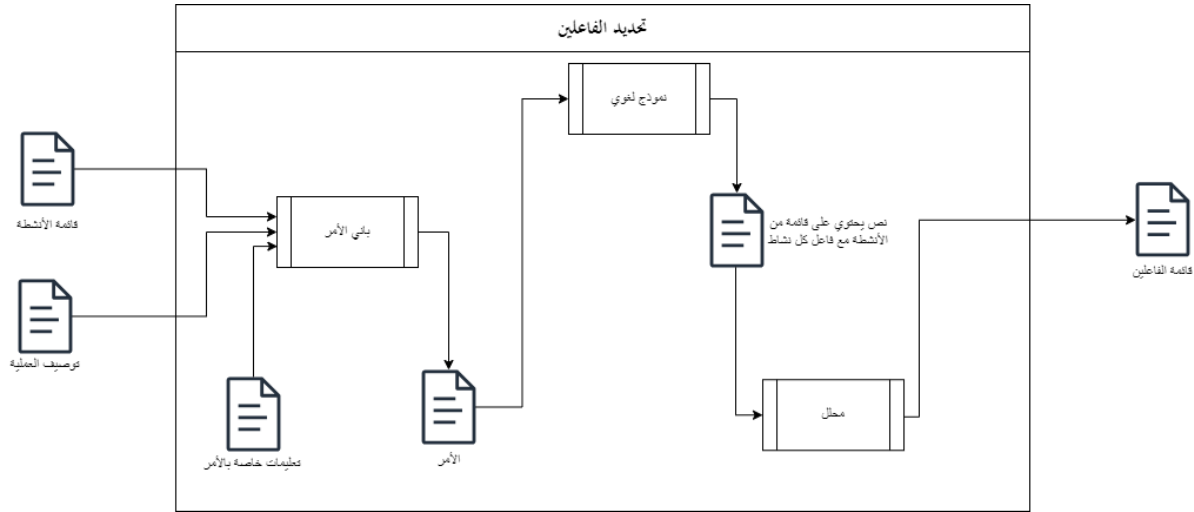 تحديد الفاعلين
نموذج لغوي
قائمة الأنشطة
باني الأمر
نص يحتوي على قائمة من
الأنشطة مع فاعل كل نشاط
قائمة الفاعلين
توصيف العملية
تعليمات خاصة بالأمر
الأمر
محلل